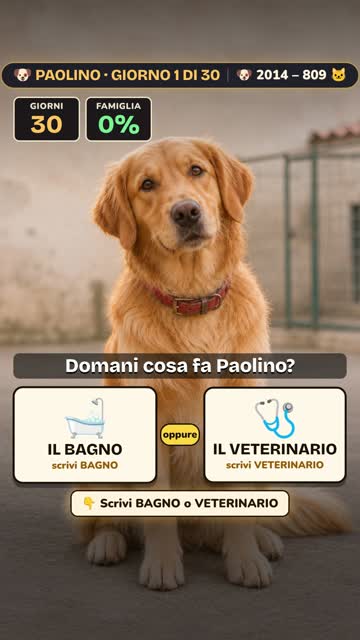 🐶 PAOLINO · GIORNO 1 DI 30 | 🐶 2014 – 809 🐱
GIORNI
30
FAMIGLIA
0%
Domani cosa fa Paolino?
IL BAGNO
scrivi BAGNO
oppure
IL VETERINARIO
scrivi VETERINARIO
👇 Scrivi BAGNO o VETERINARIO